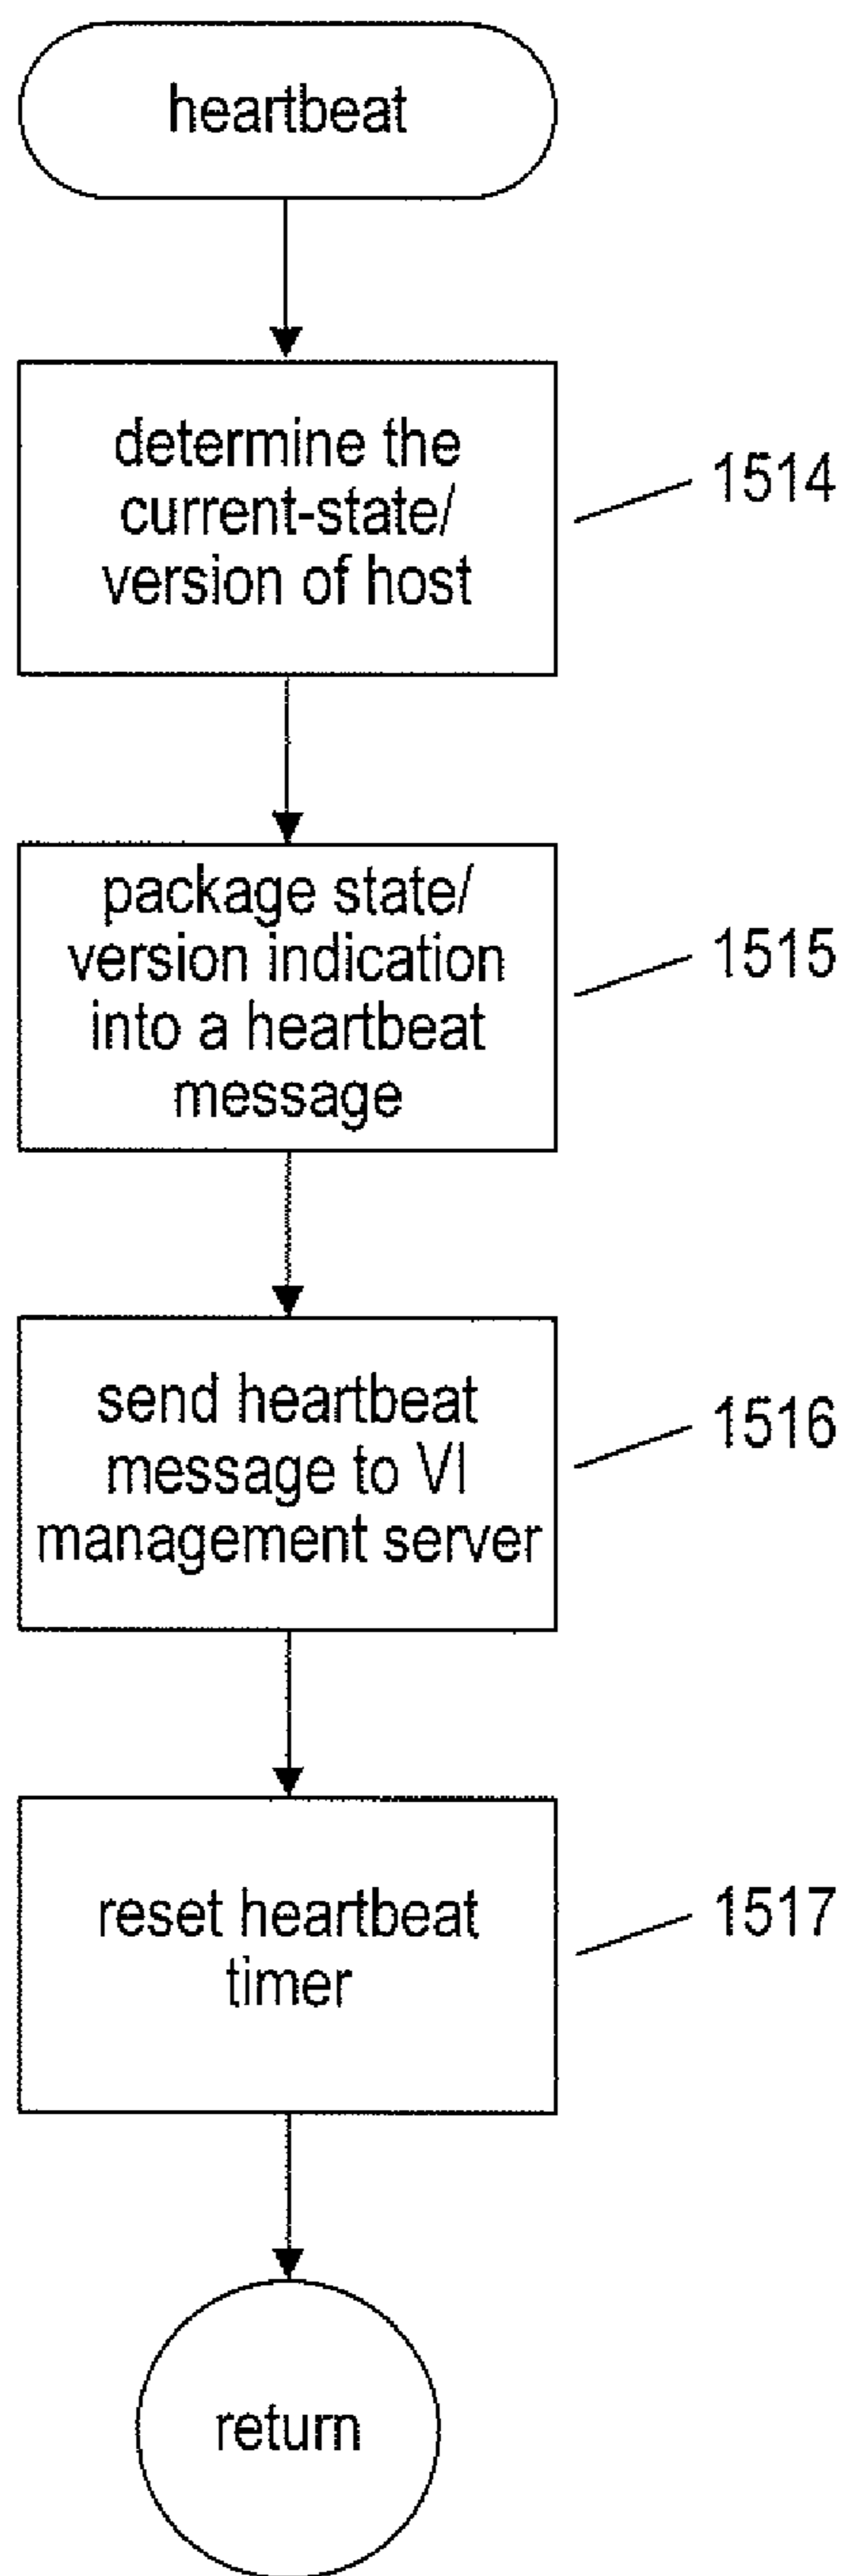 heartbeat
determine the
current-state/
version of host
1514
package state/
version indication
into a heartbeat
message
1515
send heartbeat
message to VI
management server
1516
reset heartbeat
timer
1517
return